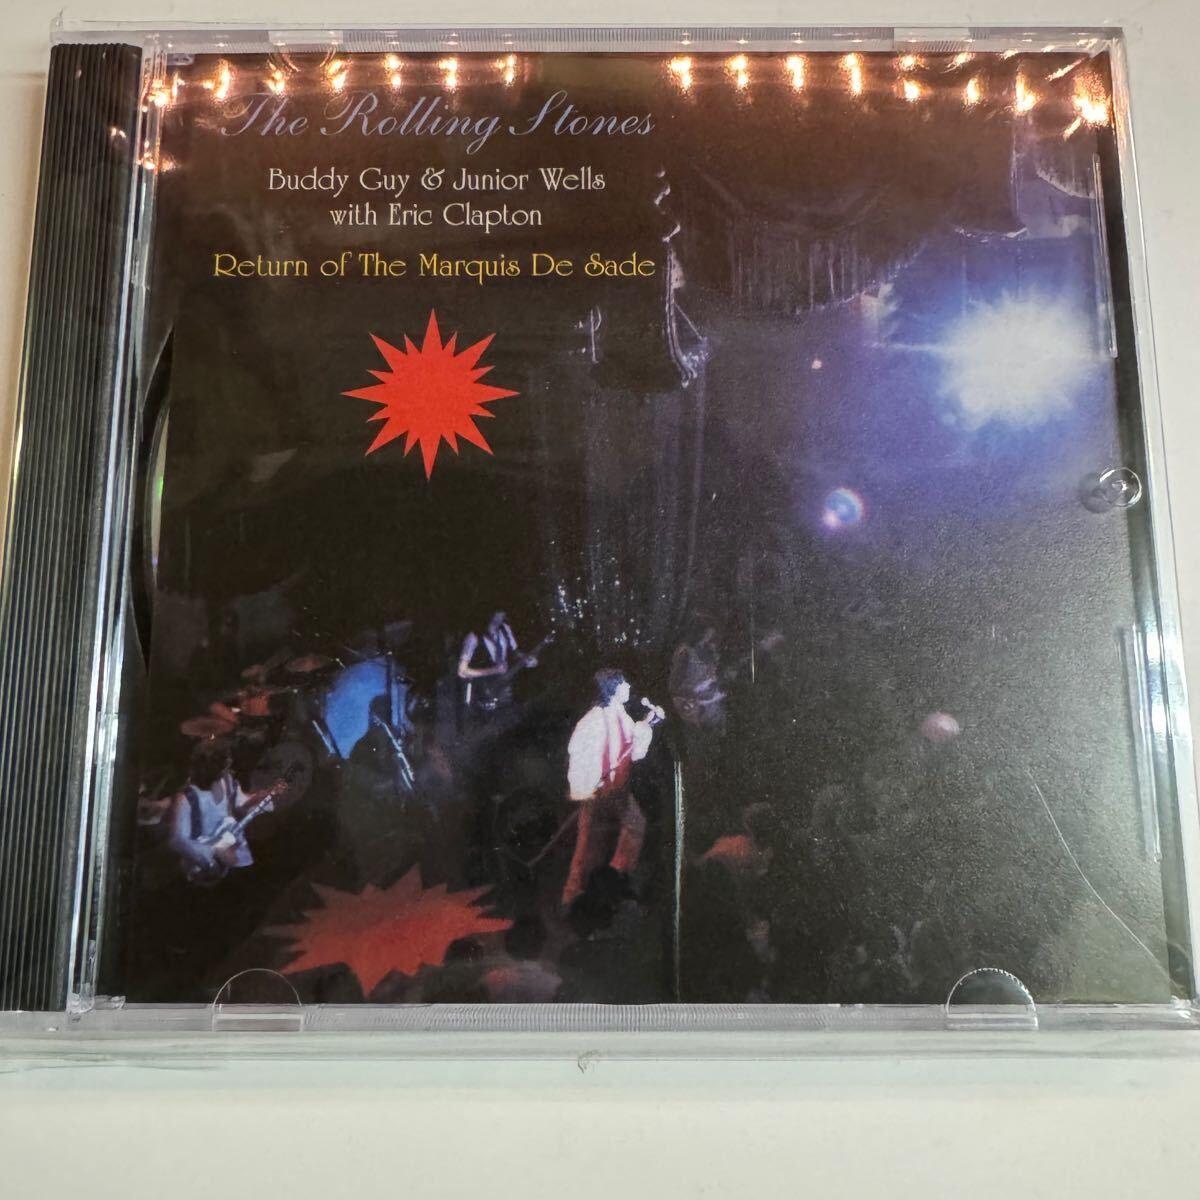 The Rolling Stones
Buddy Guy & Junior Wells
with Eric Clapton
Return of The Marquis De Sade